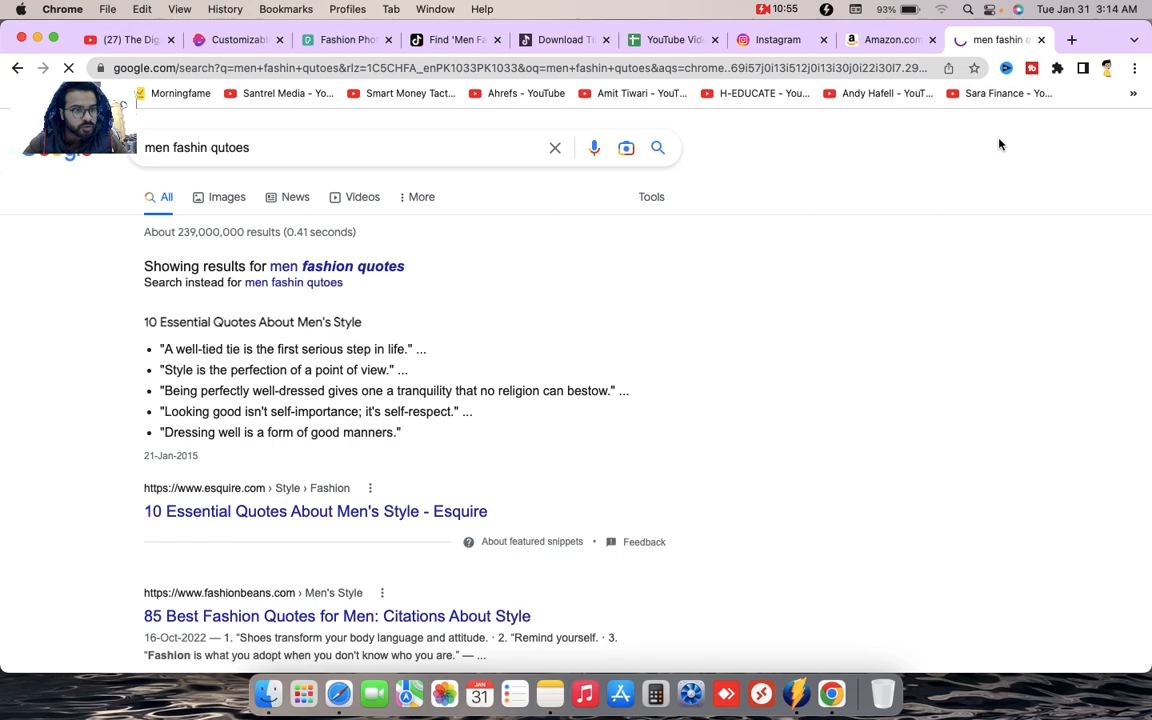 Chrome File Edit View History Bookmarks Profiles Tab Window Help 10:55 93% Tue Jan 31 3:14 AM
(27) The Dig Customizabl Fashion Pho Find 'Men Fa Download Ti YouTube Vid Instagram Amazon.com men fashin q
google.com/search?q=men+fashin+qutoes&rlz=1C5CHFA_enPK1033PK1033&oq=men+fashin+qutoes&aqs=chrome..69i57j0i13i512j0i13i30j0i22i30l7.29...
Morningfame Santrel Media - Yo... Smart Money Tact... Ahrefs - YouTube Amit Tiwari - YouT... H-EDUCATE - You... Andy Hafell - YouT... Sara Finance - Yo... »
men fashin qutoes
All Images News Videos More Tools
About 239,000,000 results (0.41 seconds)
Showing results for men fashion quotes
Search instead for men fashin qutoes
10 Essential Quotes About Men's Style
• "A well-tied tie is the first serious step in life." ...
• "Style is the perfection of a point of view." ...
• "Being perfectly well-dressed gives one a tranquility that no religion can bestow." ...
• "Looking good isn't self-importance; it's self-respect." ...
• "Dressing well is a form of good manners."
21-Jan-2015
https://www.esquire.com › Style › Fashion
10 Essential Quotes About Men's Style - Esquire
About featured snippets • Feedback
https://www.fashionbeans.com › Men's Style
85 Best Fashion Quotes for Men: Citations About Style
16-Oct-2022 — 1. "Shoes transform your body language and attitude. · 2. "Remind yourself. · 3.
"Fashion is what you adopt when you don't know who you are." — ...
JAN
31